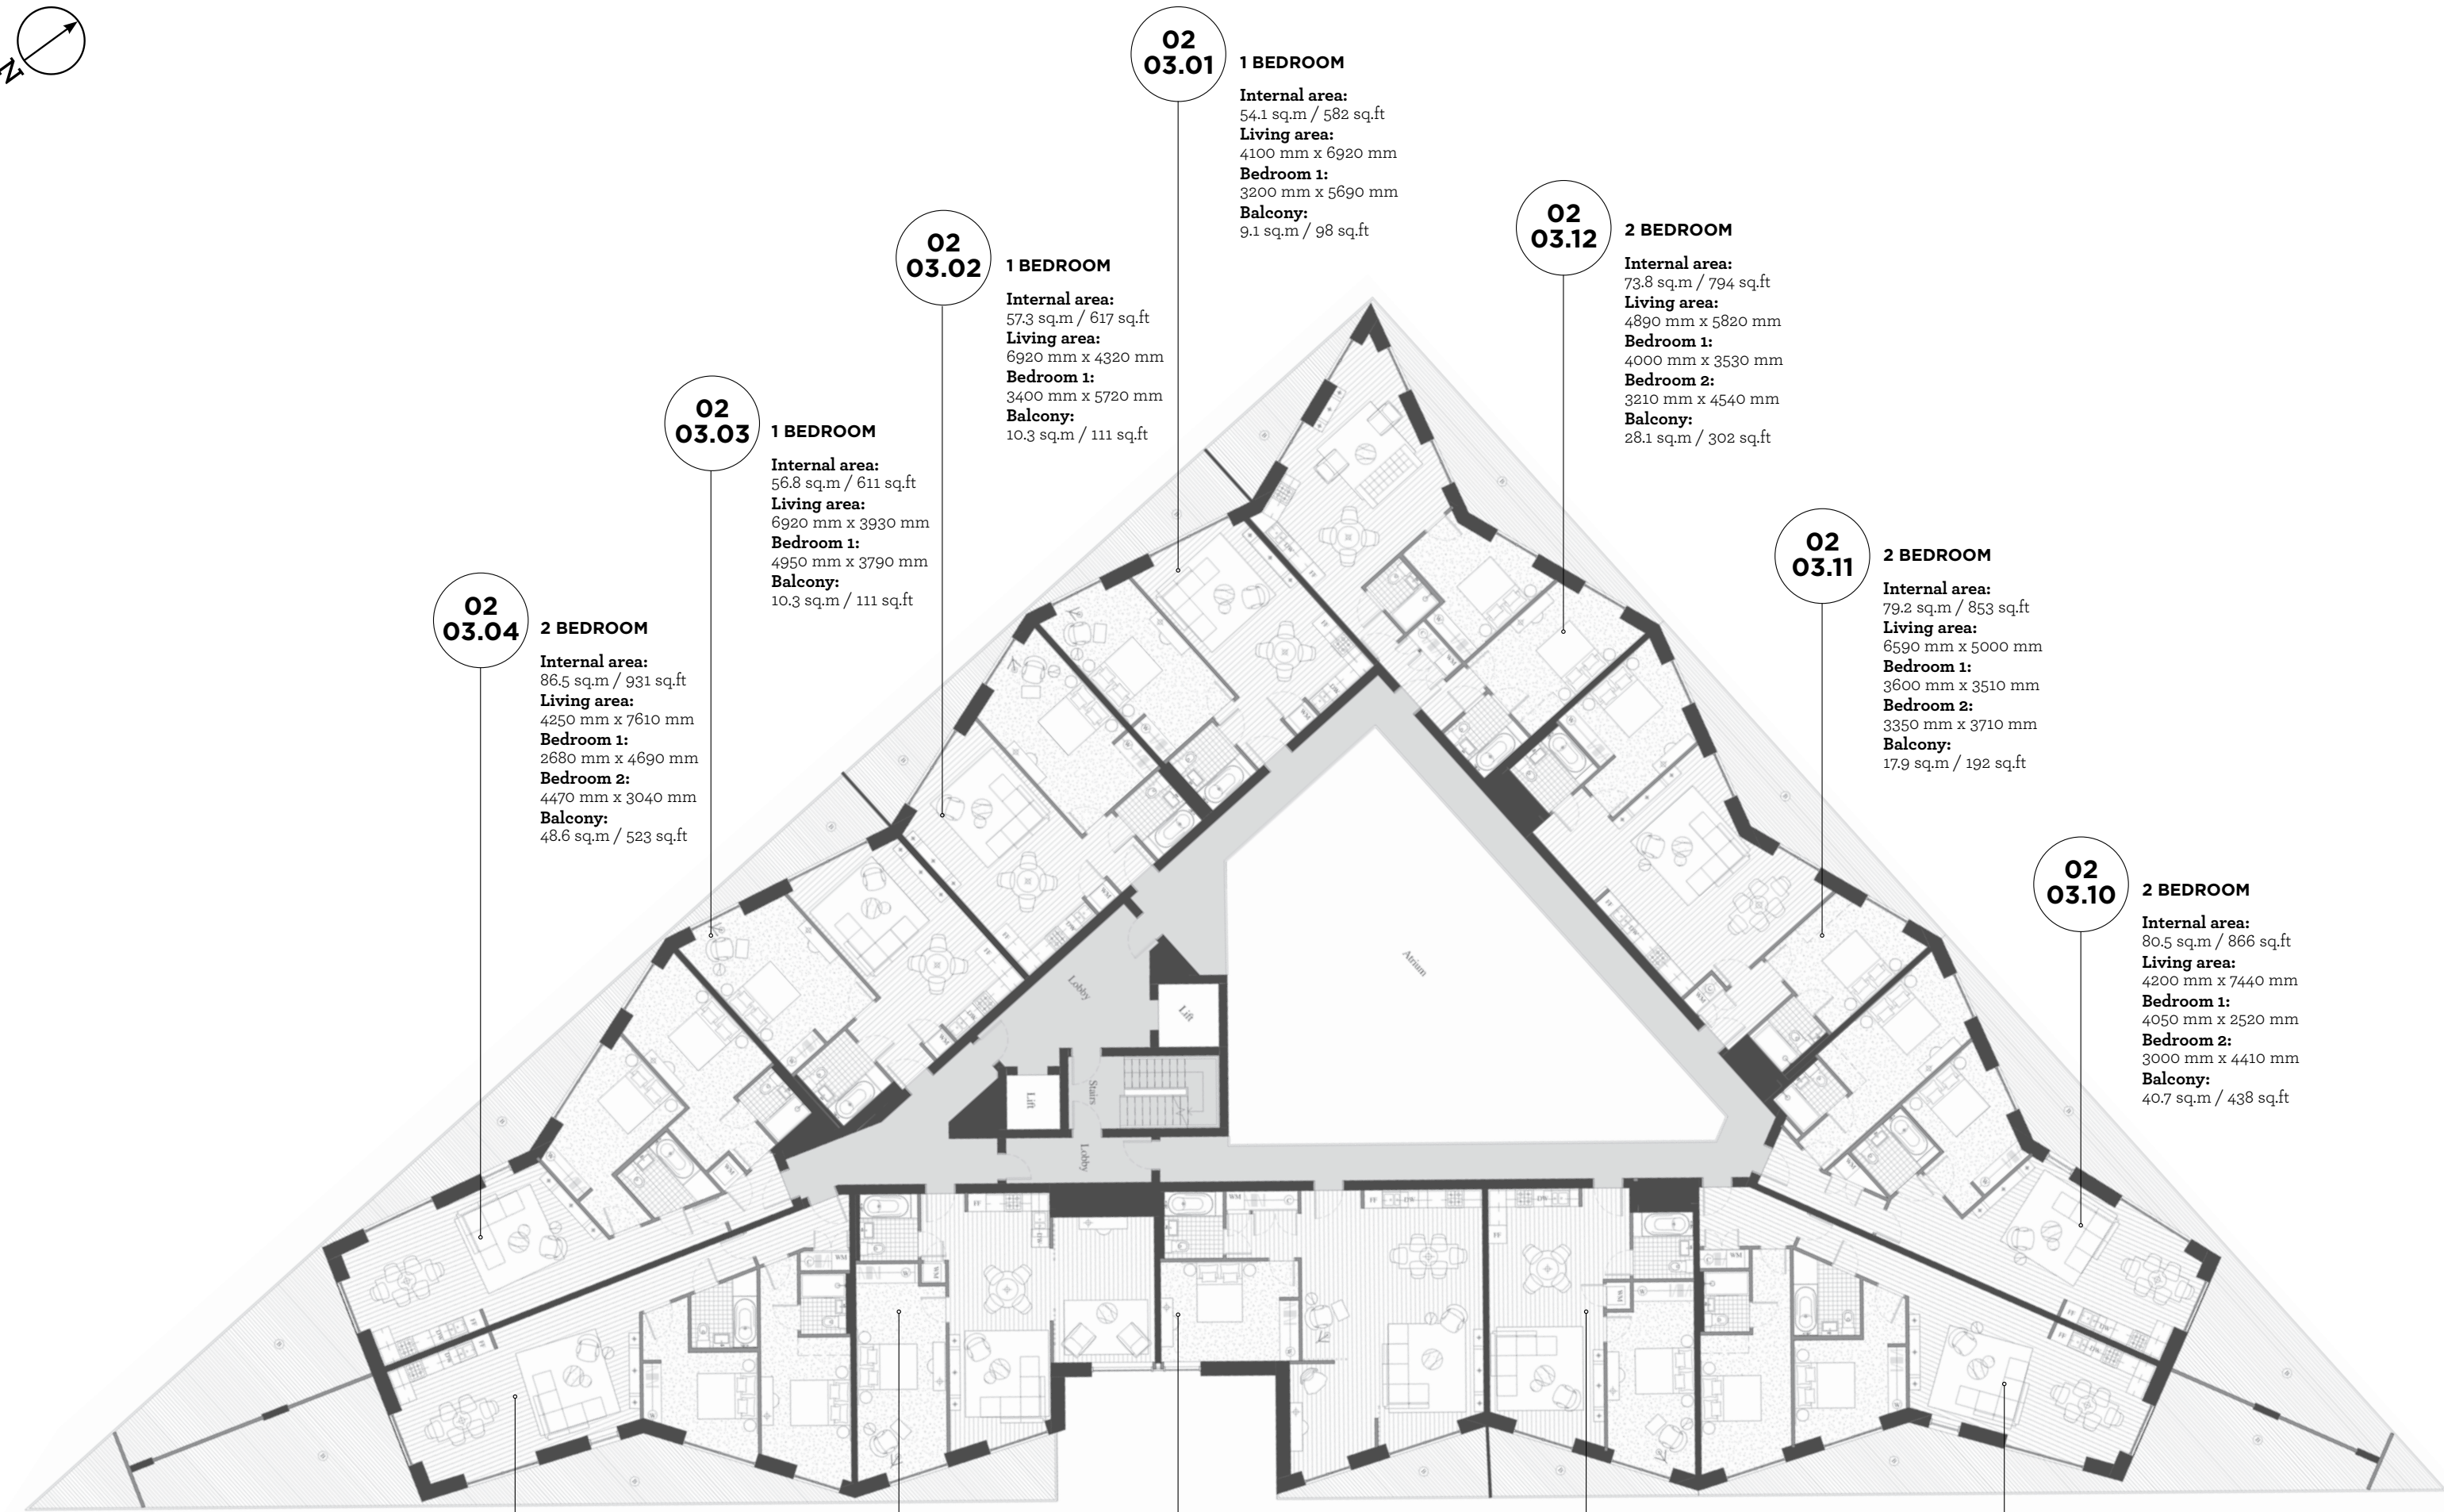 N
02
03.01
1 BEDROOM
Internal area:
54.1 sq.m / 582 sq.ft
Living area:
4100 mm x 6920 mm
Bedroom 1:
3200 mm x 5690 mm
Balcony:
9.1 sq.m / 98 sq.ft
02
03.12
2 BEDROOM
Internal area:
73.8 sq.m / 794 sq.ft
Living area:
4890 mm x 5820 mm
Bedroom 1:
4000 mm x 3530 mm
Bedroom 2:
3210 mm x 4540 mm
Balcony:
28.1 sq.m / 302 sq.ft
02
03.02
1 BEDROOM
Internal area:
57.3 sq.m / 617 sq.ft
Living area:
6920 mm x 4320 mm
Bedroom 1:
3400 mm x 5720 mm
Balcony:
10.3 sq.m / 111 sq.ft
02
03.03
1 BEDROOM
Internal area:
56.8 sq.m / 611 sq.ft
Living area:
6920 mm x 3930 mm
Bedroom 1:
4950 mm x 3790 mm
Balcony:
10.3 sq.m / 111 sq.ft
02
03.11
2 BEDROOM
Internal area:
79.2 sq.m / 853 sq.ft
Living area:
6590 mm x 5000 mm
Bedroom 1:
3600 mm x 3510 mm
Bedroom 2:
3350 mm x 3710 mm
Balcony:
17.9 sq.m / 192 sq.ft
02
03.04
2 BEDROOM
Internal area:
86.5 sq.m / 931 sq.ft
Living area:
4250 mm x 7610 mm
Bedroom 1:
2680 mm x 4690 mm
Bedroom 2:
4470 mm x 3040 mm
Balcony:
48.6 sq.m / 523 sq.ft
02
03.10
2 BEDROOM
Internal area:
80.5 sq.m / 866 sq.ft
Living area:
4200 mm x 7440 mm
Bedroom 1:
4050 mm x 2520 mm
Bedroom 2:
3000 mm x 4410 mm
Balcony:
40.7 sq.m / 438 sq.ft
Atrium
Lobby
Lift
Lift
Stairs
Lobby
WM
WM
WM
WM
WM
WM
FF
FF
FF
FF
DW
DW